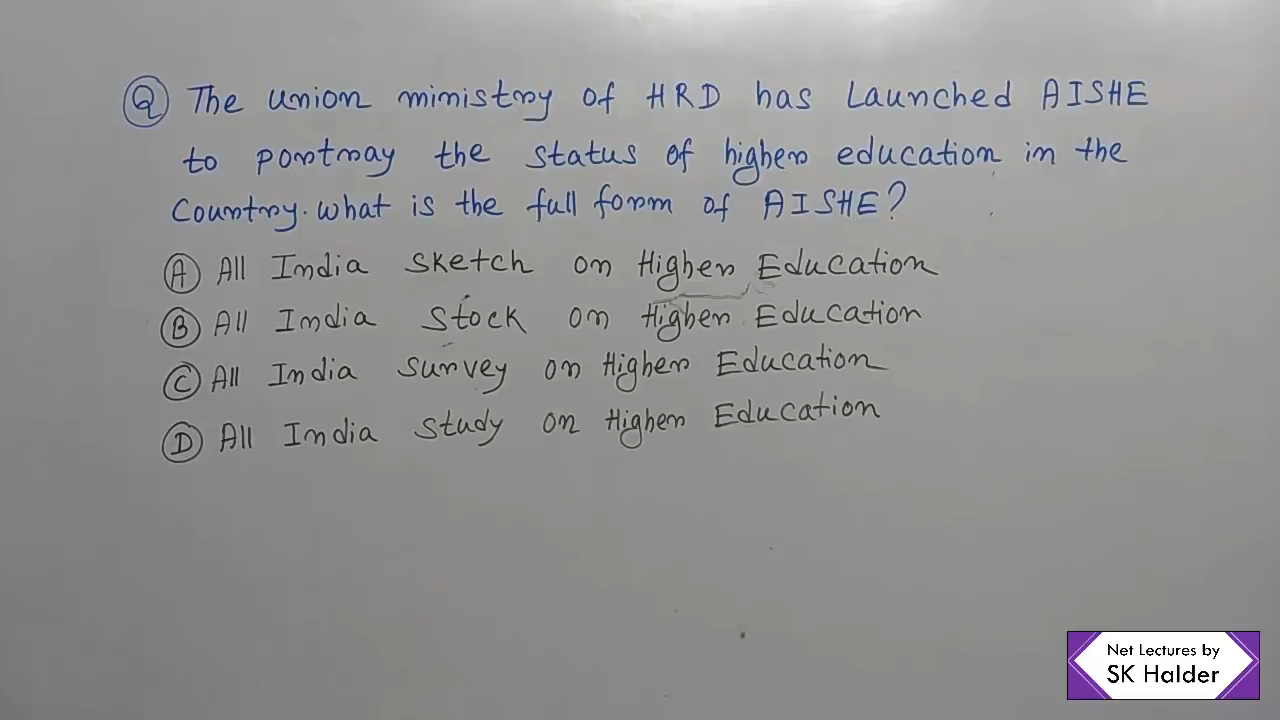 Q The union ministry of HRD has Launched AISHE
to portray the status of higher education in the
Country. what is the full form of AISHE?
A All India Sketch on Higher Education
B All India Stock on Higher Education
C All India Survey on Higher Education
D All India Study on Higher Education
Net Lectures by
SK Halder